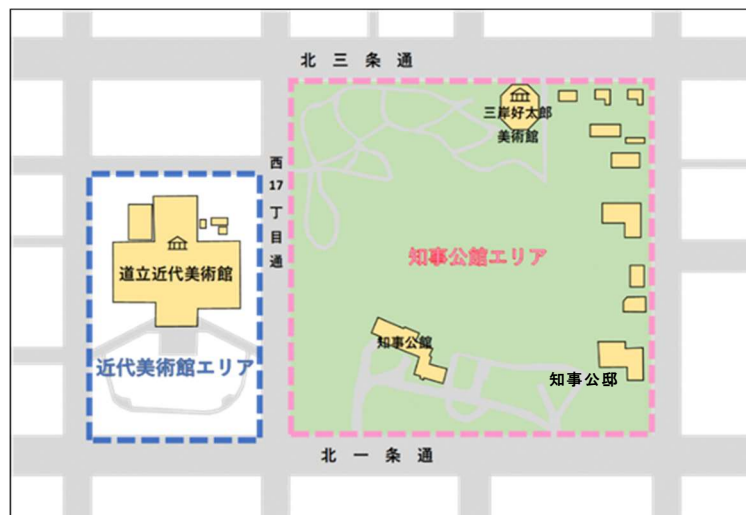 北三条通
三岸好太郎
美術館
西17丁目通
知事公館エリア
道立近代美術館
知事公館
近代美術館エリア
知事公邸
北一条通